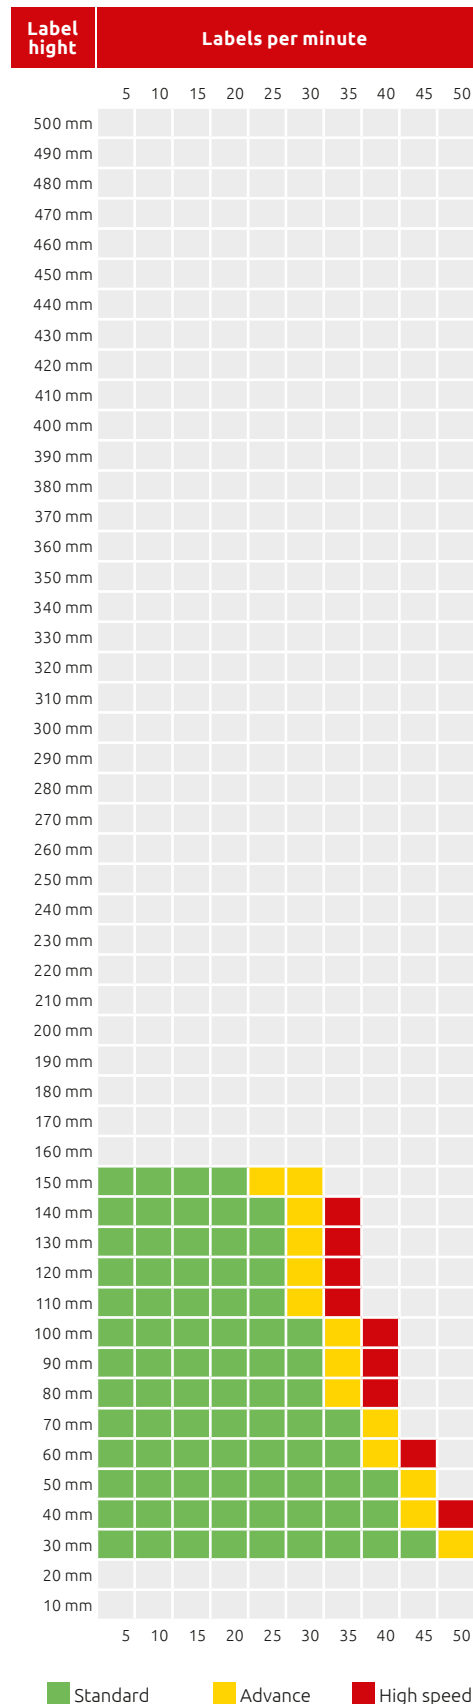 Label hight
Labels per minute
5 10 15 20 25 30 35 40 45 50
500 mm
490 mm
480 mm
470 mm
460 mm
450 mm
440 mm
430 mm
420 mm
410 mm
400 mm
390 mm
380 mm
370 mm
360 mm
350 mm
340 mm
330 mm
320 mm
310 mm
300 mm
290 mm
280 mm
270 mm
260 mm
250 mm
240 mm
230 mm
220 mm
210 mm
200 mm
190 mm
180 mm
170 mm
160 mm
150 mm
140 mm
130 mm
120 mm
110 mm
100 mm
90 mm
80 mm
70 mm
60 mm
50 mm
40 mm
30 mm
20 mm
10 mm
5 10 15 20 25 30 35 40 45 50
Standard Advance High speed